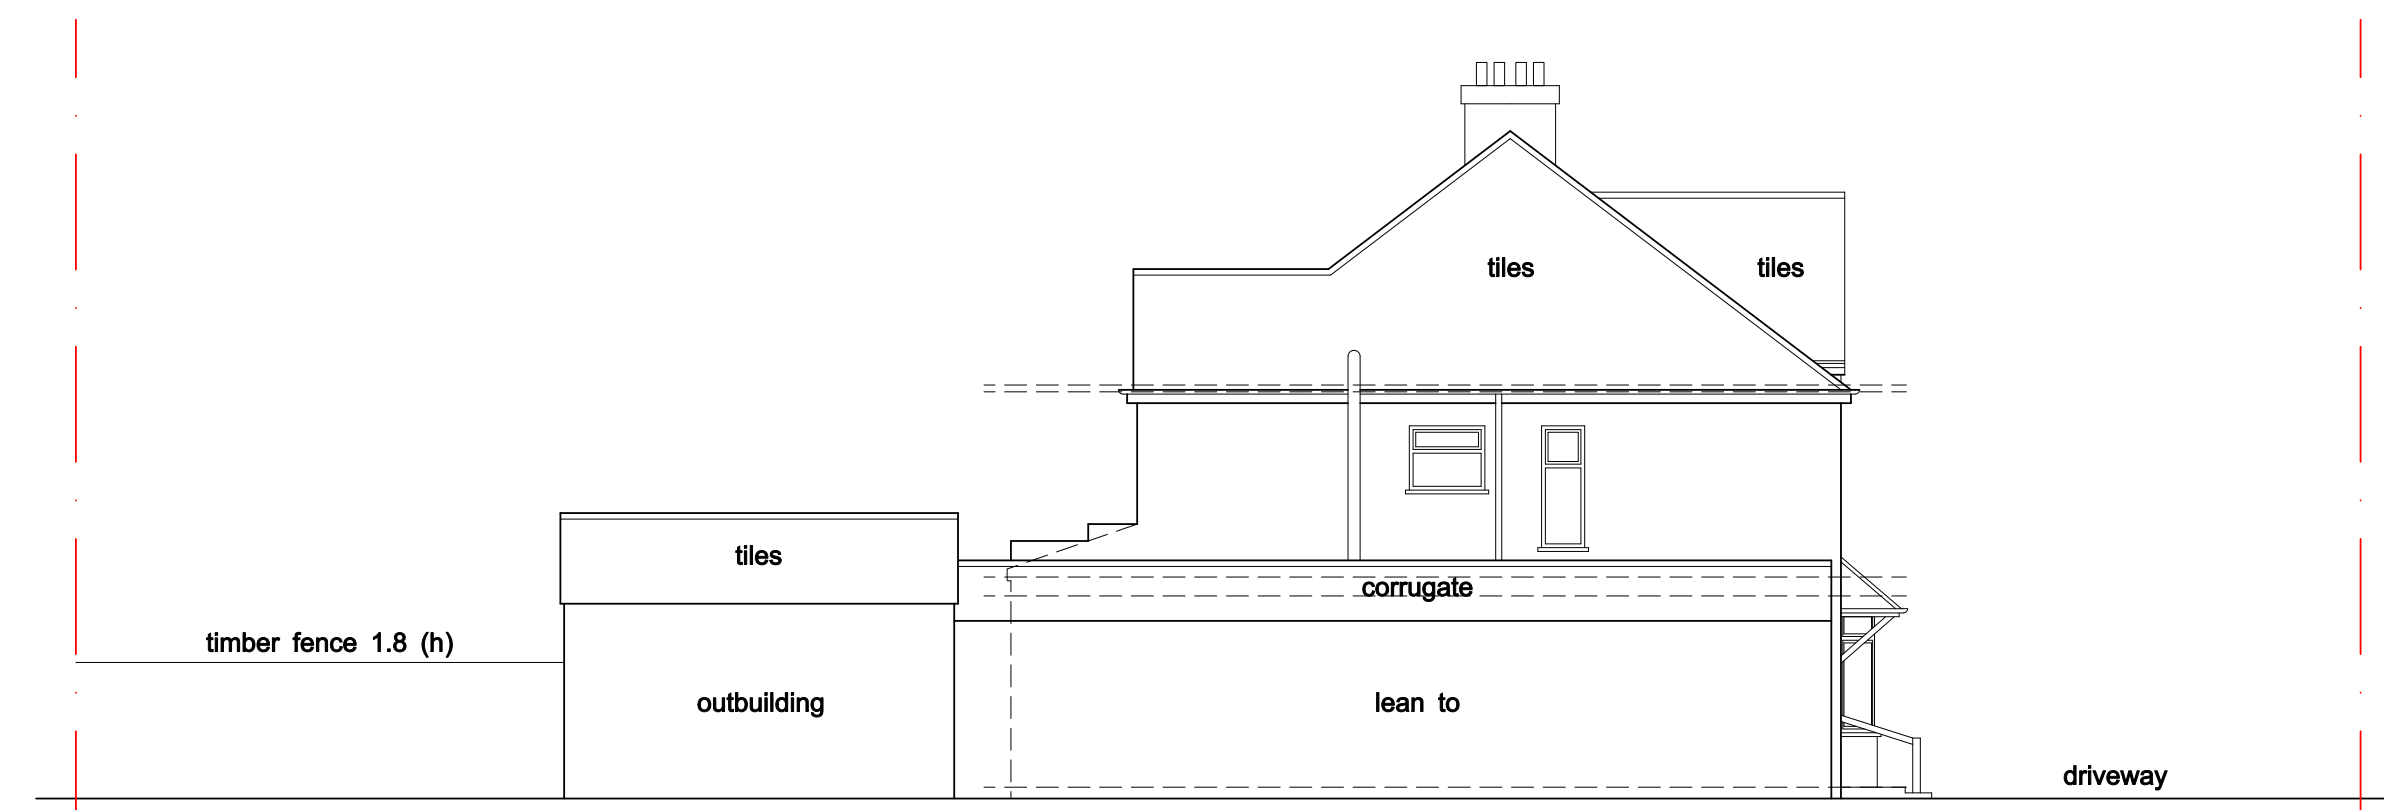 tiles
tiles
tiles
corrugate
timber fence 1.8 (h)
outbuilding
lean to
driveway